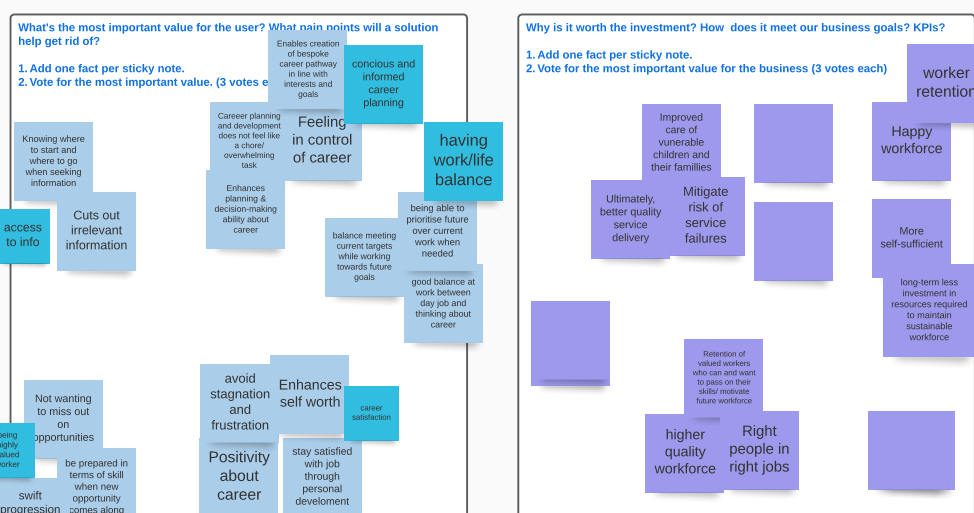 What's the most important value for the user? What pain points will a solution
help get rid of?
1. Add one fact per sticky note.
2. Vote for the most important value. (3 votes e
Enables creation
of bespoke
career pathway
in line with
interests and
goals
concious and
informed
career
planning
Careeer planning
and development
does not feel like
a chore/
overwhelming
task
Feeling
in control
of career
having
work/life
balance
Knowing where
to start and
where to go
when seeking
information
Enhances
planning &
decision-making
ability about
career
access
to info
Cuts out
irrelevant
information
being able to
prioritise future
over current
work when
needed
balance meeting
current targets
while working
towards future
goals
good balance at
work between
day job and
thinking about
career
avoid
stagnation
and
frustration
Enhances
self worth
career
satisfaction
Not wanting
to miss out
on
opportunities
Positivity
about
career
stay satisfied
with job
through
personal
develoment
be prepared in
terms of skill
when new
opportunity
comes along
swift
progression
Why is it worth the investment? How does it meet our business goals? KPIs?
1. Add one fact per sticky note.
2. Vote for the most important value for the business (3 votes each)
worker
retention
Improved
care of
vunerable
children and
their famillies
Happy
workforce
Ultimately,
better quality
service
delivery
Mitigate
risk of
service
failures
More
self-sufficient
long-term less
investment in
resources required
to maintain
sustainable
workforce
Retention of
valued workers
who can and want
to pass on their
skills/ motivate
future workforce
higher
quality
workforce
Right
people in
right jobs